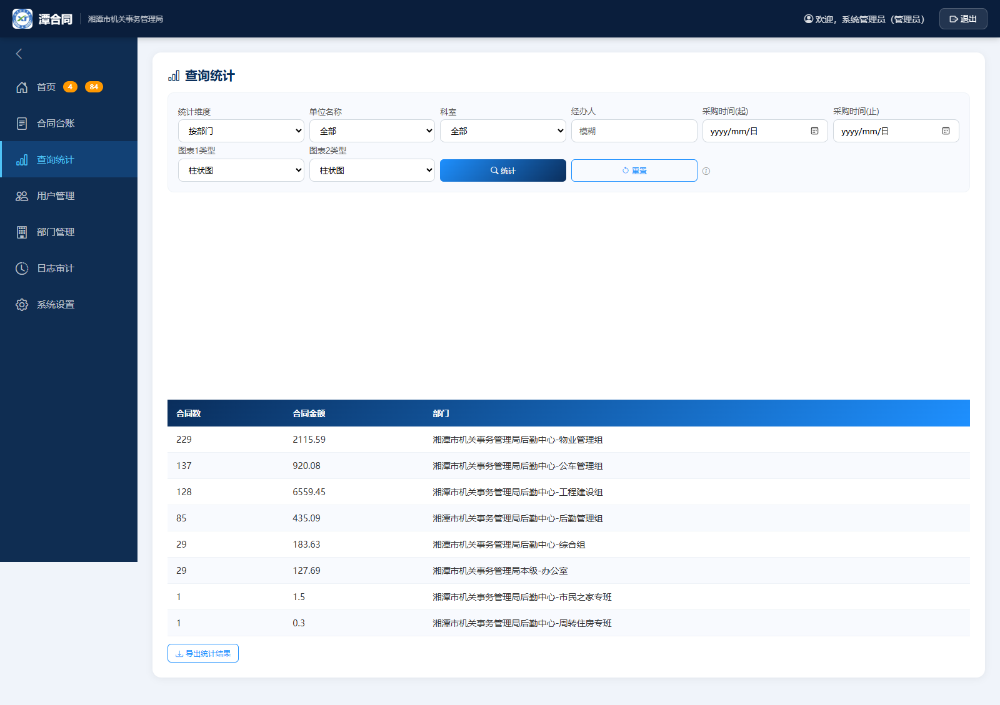 潭合同 湘潭市机关事务管理局 欢迎，系统管理员（管理员） 退出
首页 4 84
合同台账
查询统计
用户管理
部门管理
日志审计
系统设置
查询统计
统计维度 单位名称 科室 经办人 采购时间(起) 采购时间(止)
按部门 全部 全部 模糊 yyyy/mm/日 yyyy/mm/日
图表1类型 图表2类型
柱状图 柱状图 统计 重置
合同数 合同金额 部门
229 2115.59 湘潭市机关事务管理局后勤中心-物业管理组
137 920.08 湘潭市机关事务管理局后勤中心-公车管理组
128 6559.45 湘潭市机关事务管理局后勤中心-工程建设组
85 435.09 湘潭市机关事务管理局后勤中心-后勤管理组
29 183.63 湘潭市机关事务管理局后勤中心-综合组
29 127.69 湘潭市机关事务管理局本级-办公室
1 1.5 湘潭市机关事务管理局后勤中心-市民之家专班
1 0.3 湘潭市机关事务管理局后勤中心-周转住房专班
导出统计结果